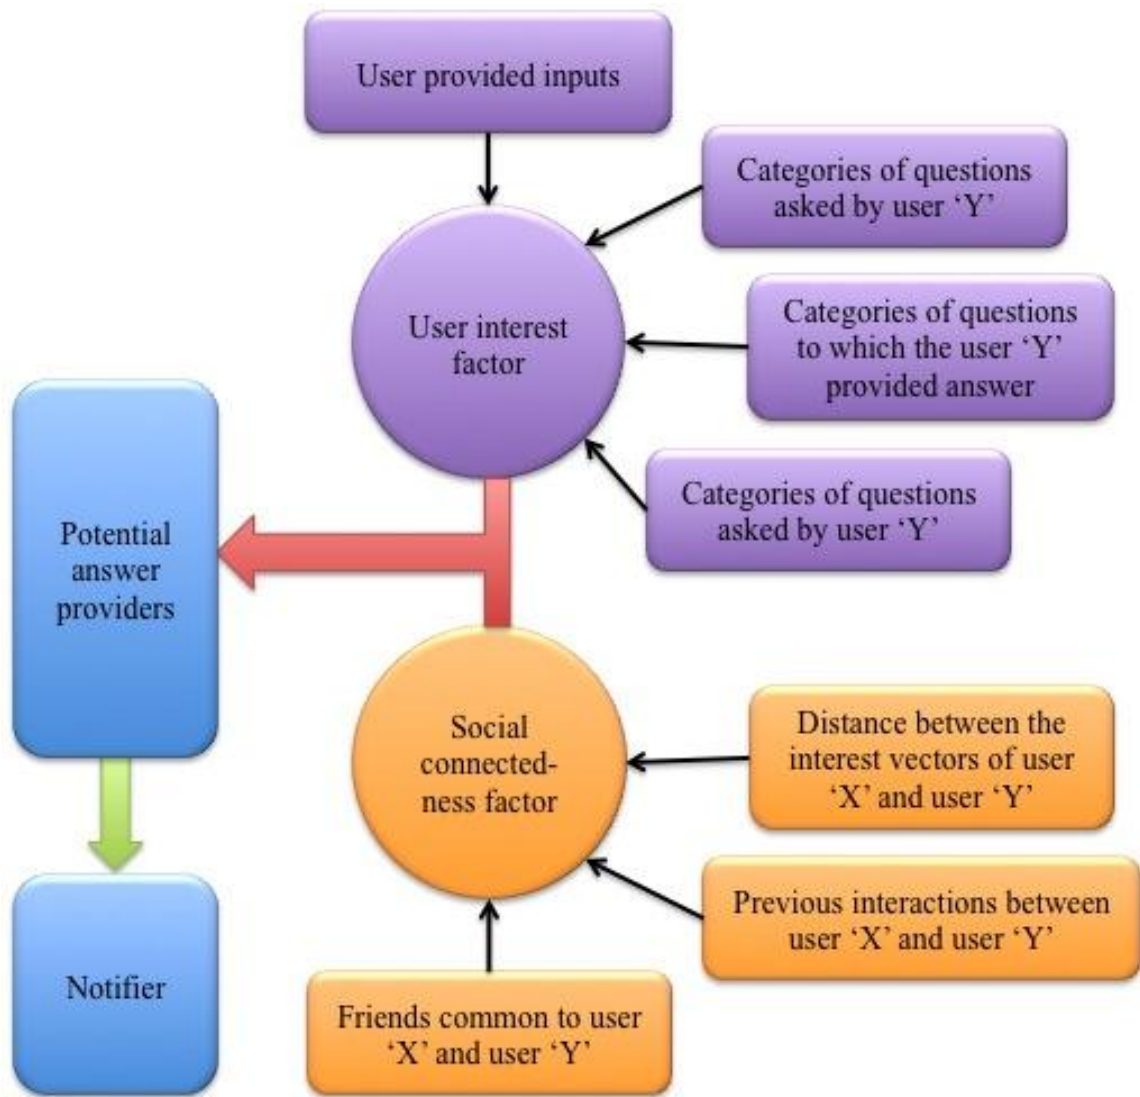 User provided inputs
Categories of questions
asked by user ‘Y’
User interest
factor
Categories of questions
to which the user ‘Y’
provided answer
Categories of questions
asked by user ‘Y’
Potential
answer
providers
Social
connected-
ness factor
Distance between the
interest vectors of user
‘X’ and user ‘Y’
Previous interactions between
user ‘X’ and user ‘Y’
Notifier
Friends common to user
‘X’ and user ‘Y’